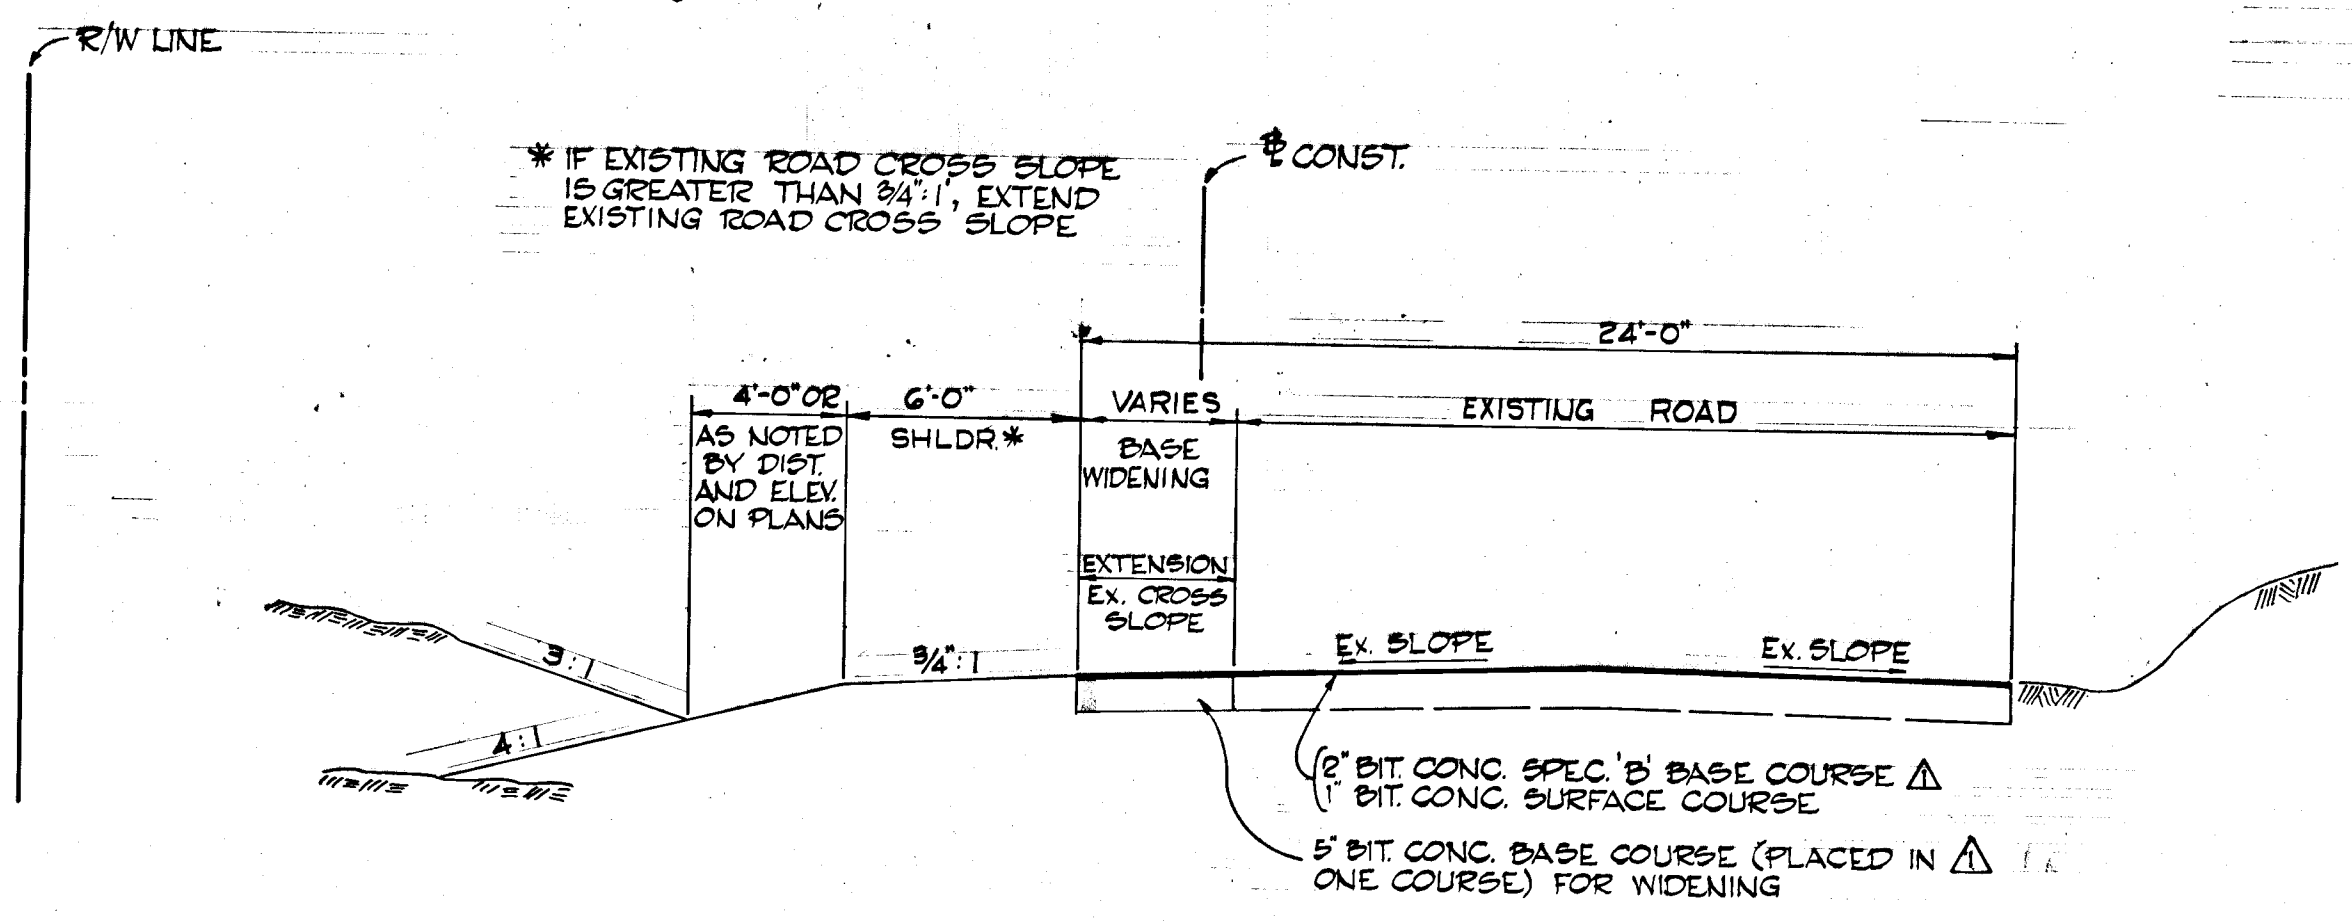 R/W LINE
* IF EXISTING ROAD CROSS SLOPE
IS GREATER THAN 3/4":1', EXTEND
EXISTING ROAD CROSS SLOPE
℄ CONST.
24'-0"
4'-0" OR
AS NOTED
BY DIST.
AND ELEV.
ON PLANS
6'-0"
SHLDR.*
VARIES
BASE
WIDENING
EXISTING ROAD
EXTENSION
EX. CROSS
SLOPE
3:1
3/4":1
EX. SLOPE
EX. SLOPE
4:1
2" BIT. CONC. SPEC. 'B' BASE COURSE 1
1" BIT. CONC. SURFACE COURSE
5" BIT. CONC. BASE COURSE (PLACED IN 1
ONE COURSE) FOR WIDENING